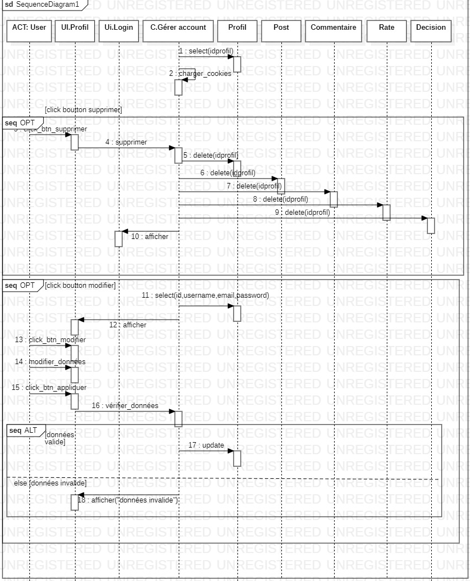 sd SequenceDiagram1
ACT: User
UI.Profil
Ui.Login
C.Gérer account
Profil
Post
Commentaire
Rate
Decision
1 : select(idprofil)
2 : charger_cookies
[click boutton supprimer]
seq OPT
3 : click_btn_supprimer
4 : supprimer
5 : delete(idprofil)
6 : delete(idprofil)
7 : delete(idprofil)
8 : delete(idprofil)
9 : delete(idprofil)
10 : afficher
seq OPT
[click boutton modifier]
11 : select(id,username,email,password)
12 : afficher
13 : click_btn_modifier
14 : modifier_données
15 : click_btn_appliquer
16 : vérifier_données
seq ALT
[données
valide]
17 : update
else [données invalide]
18 : afficher("données invalide")
UNREGISTERED